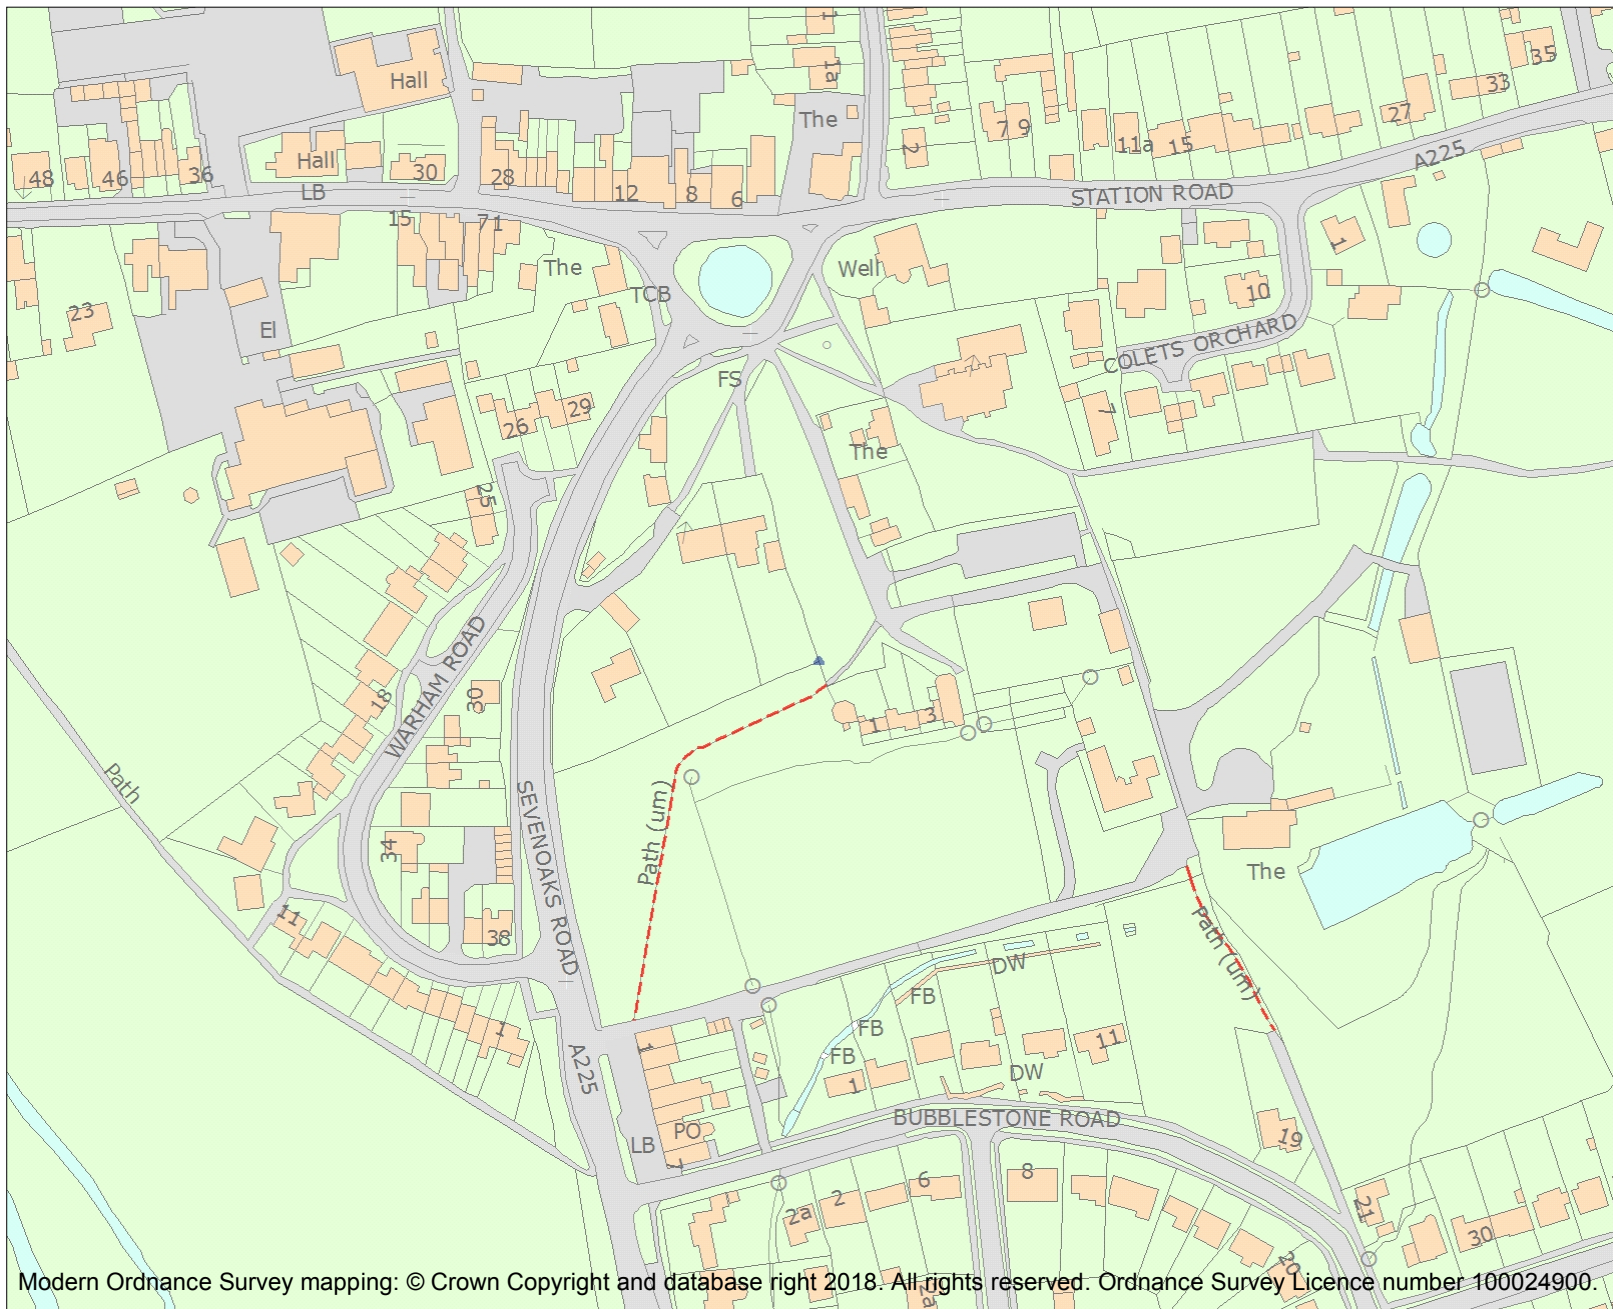 1
1a
Hall
The
35
33
27
7 9
11a
15
2
A225
Hall
48
46
36
30
28
12
8
6
LB
STATION ROAD
15
71
The
Well
TCB
1
10
23
El
COLETS ORCHARD
FS
29
26
7
The
25
WARHAM ROAD
18
30
Path
SEVENOAKS ROAD
Path (um)
1
3
34
The
11
38
Path (um)
DW
FB
FB
FB
1
A225
1
11
DW
1
BUBBLESTONE ROAD
LB
PO
7
19
8
6
2
2a
21
30
20
2a
Modern Ordnance Survey mapping: © Crown Copyright and database right 2018. All rights reserved. Ordnance Survey Licence number 100024900.